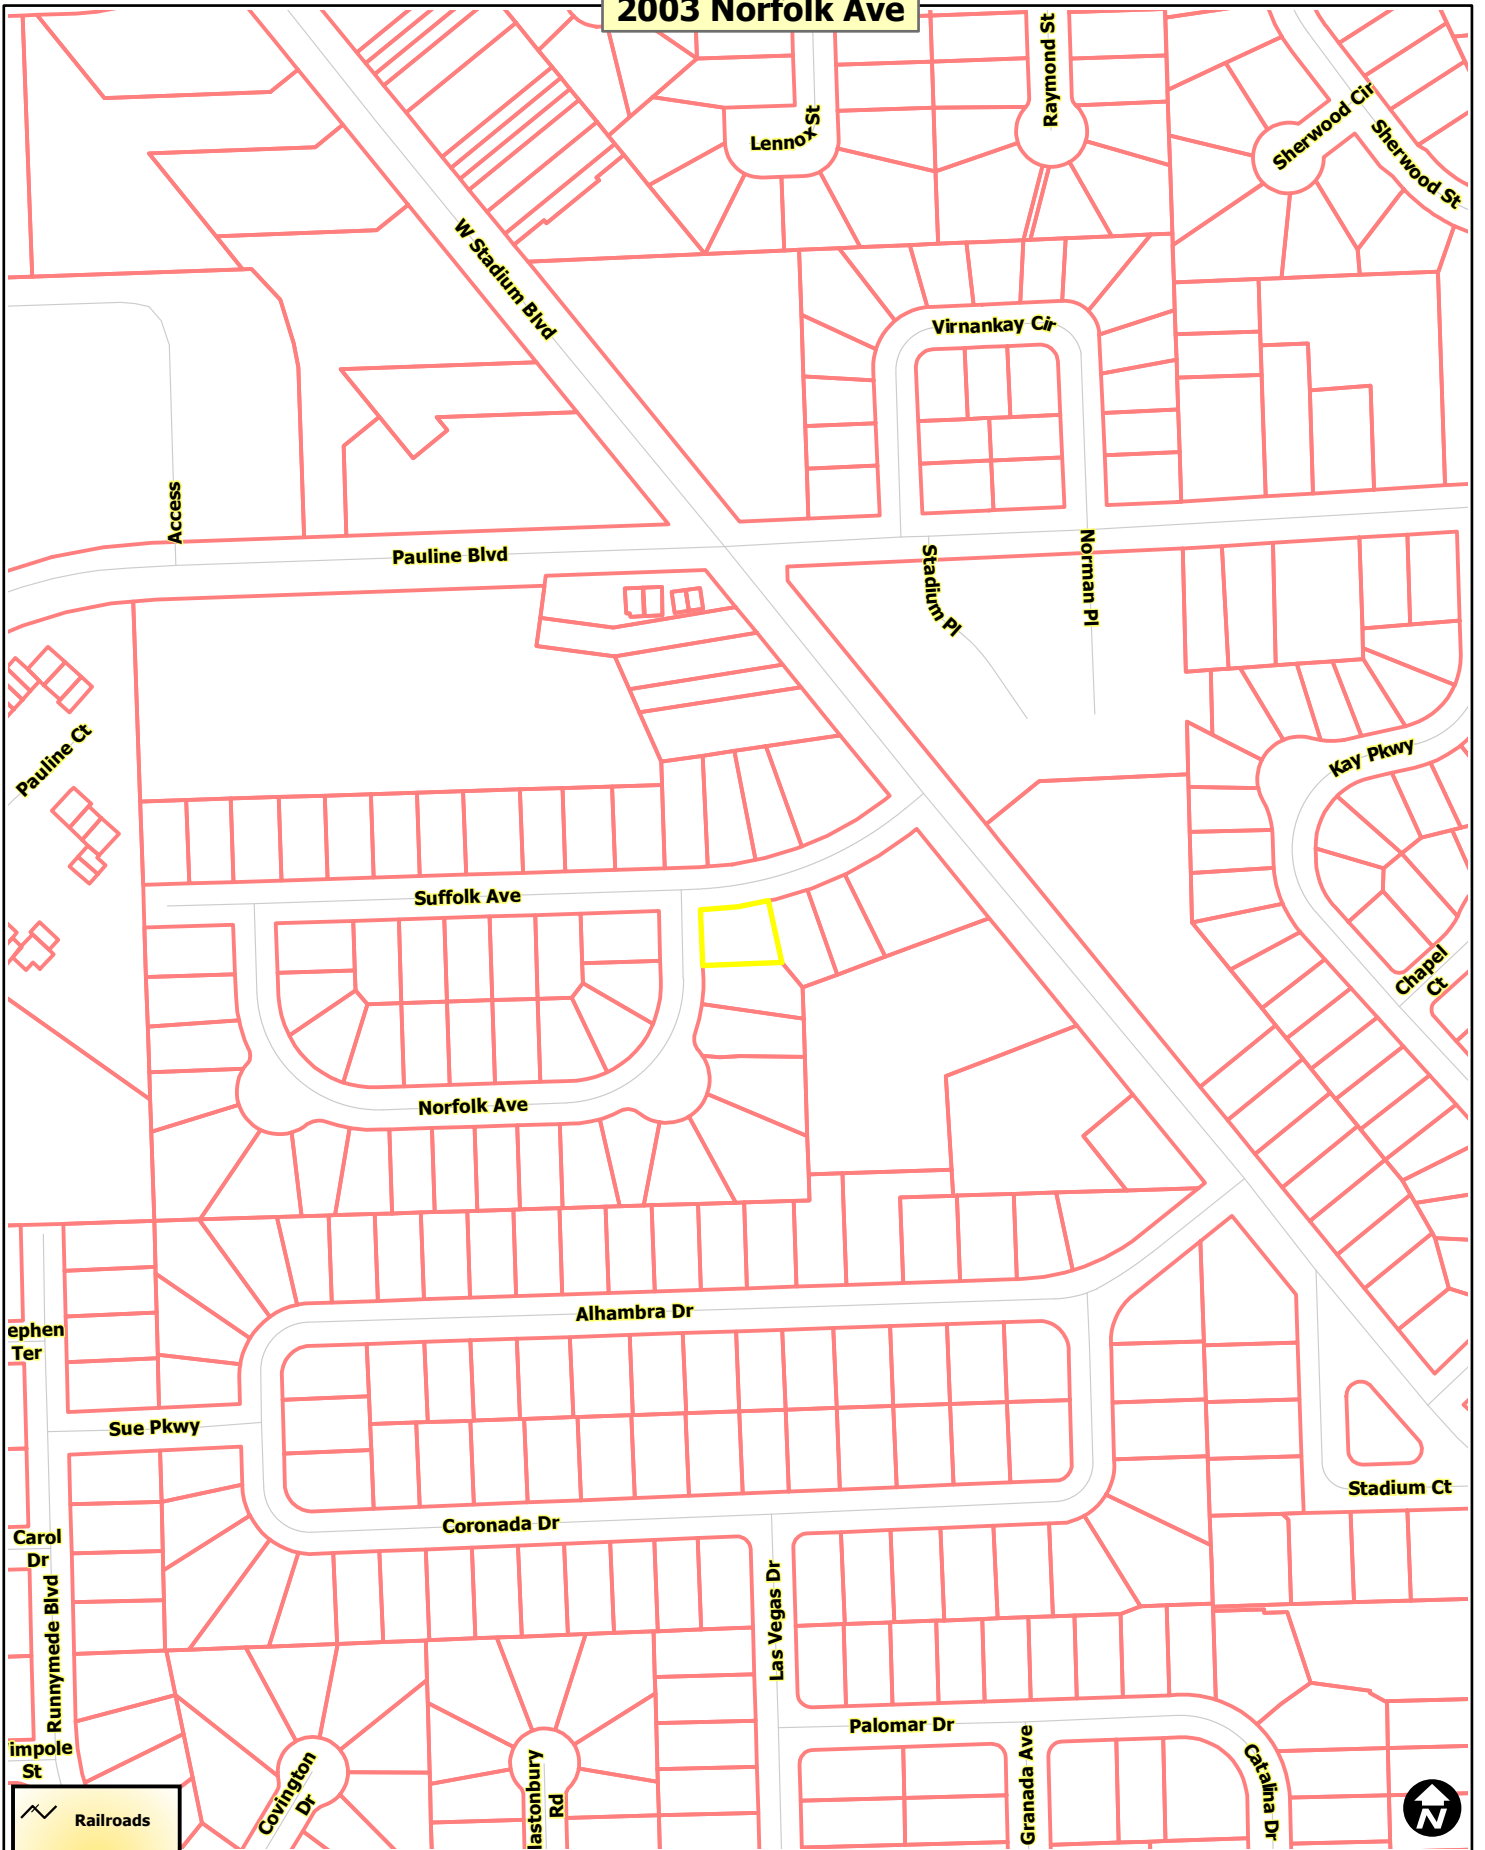 2003 Norfolk Ave
Raymond St
Lennox St
Sherwood Cir
Sherwood St
W Stadium Blvd
Virnankay Cir
Access
Pauline Blvd
Stadium Pl
Norman Pl
Pauline Ct
Kay Pkwy
Suffolk Ave
Chapel
Ct
Norfolk Ave
Alhambra Dr
ephen
Ter
Sue Pkwy
Stadium Ct
Coronada Dr
Carol
Dr
Runnymede Blvd
Las Vegas Dr
Palomar Dr
Granada Ave
Catalina Dr
impole
St
Covington
Dr
lastonbury
Rd
Railroads
N